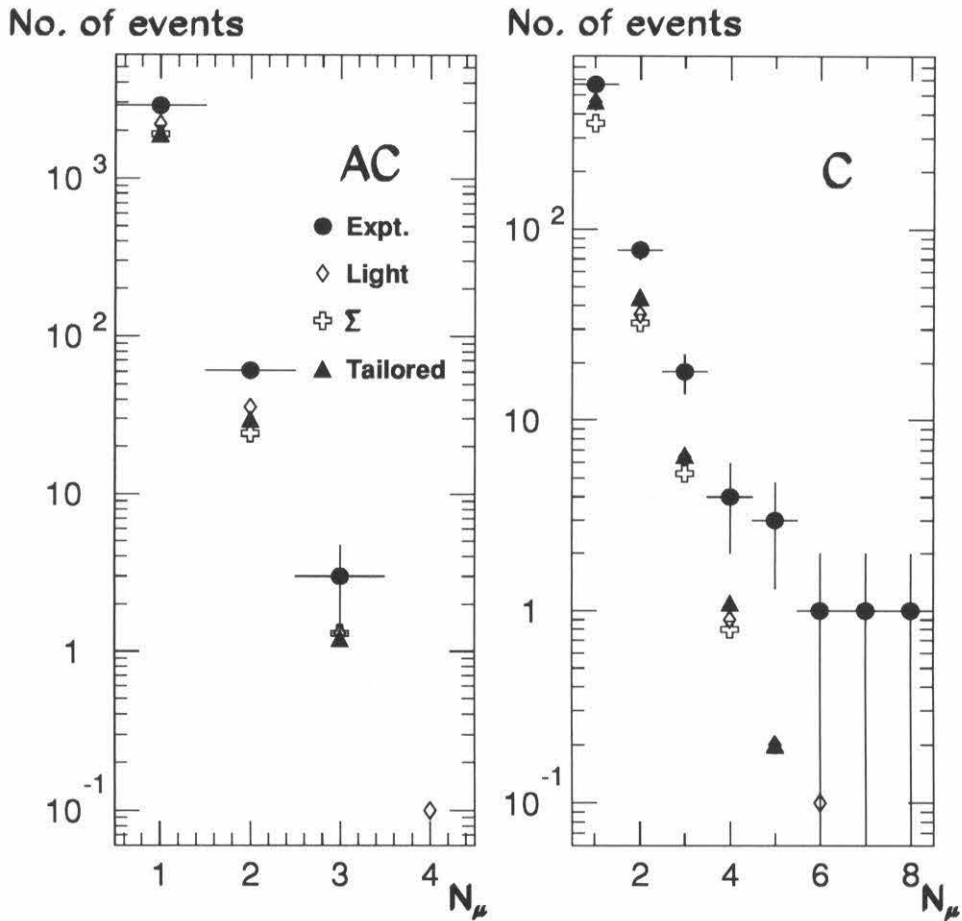 No. of events
AC
Expt.
Light
Σ
Tailored
10³
10²
10
1
10⁻¹
1 2 3 4
N_μ
No. of events
C
10²
10
1
10⁻¹
2 4 6 8
N_μ